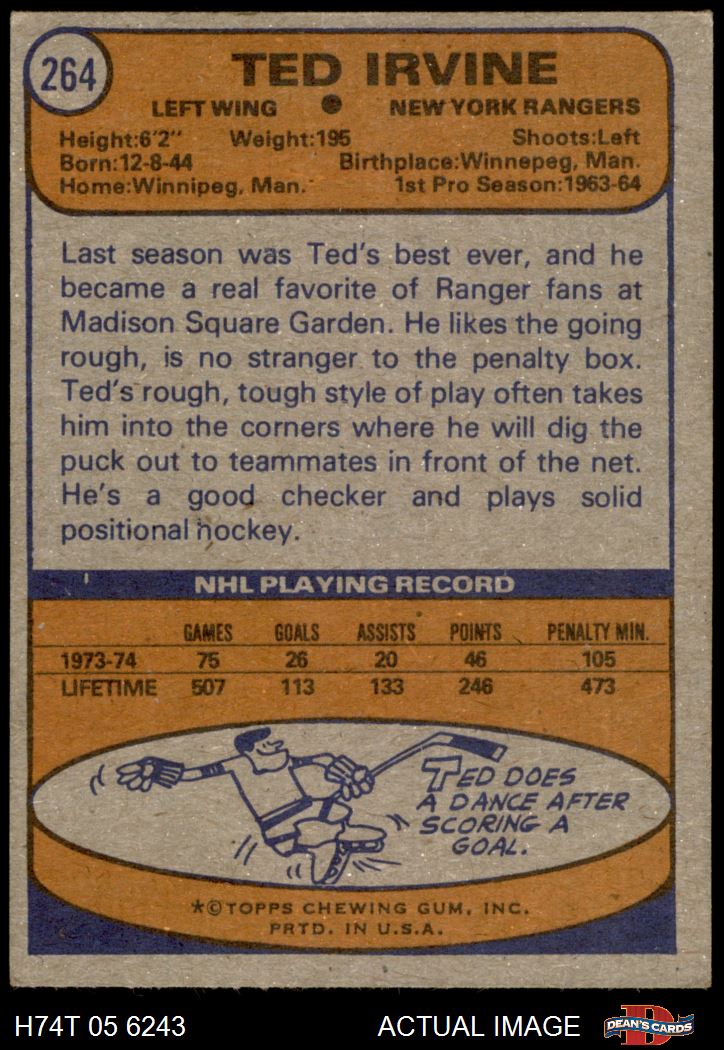 264
TED IRVINE
LEFT WING ● NEW YORK RANGERS
Height:6'2" Weight:195 Shoots:Left
Born:12-8-44 Birthplace:Winnepeg, Man.
Home:Winnipeg, Man. 1st Pro Season:1963-64
Last season was Ted's best ever, and he
became a real favorite of Ranger fans at
Madison Square Garden. He likes the going
rough, is no stranger to the penalty box.
Ted's rough, tough style of play often takes
him into the corners where he will dig the
puck out to teammates in front of the net.
He's a good checker and plays solid
positional hockey.
NHL PLAYING RECORD
GAMES GOALS ASSISTS POINTS PENALTY MIN.
1973-74 75 26 20 46 105
LIFETIME 507 113 133 246 473
TED DOES
A DANCE AFTER
SCORING A
GOAL.
*©TOPPS CHEWING GUM, INC.
PRTD. IN U.S.A.
H74T 05 6243 ACTUAL IMAGE D DEAN'S CARDS